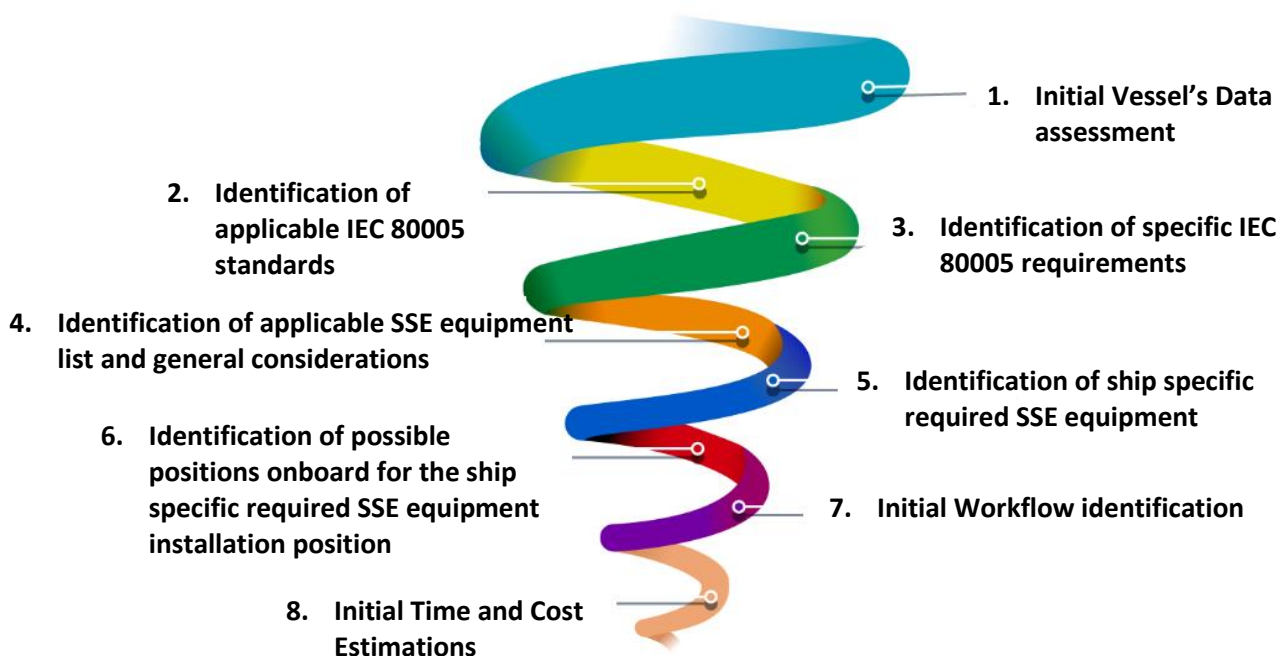 1. Initial Vessel's Data
assessment
2. Identification of
applicable IEC 80005
standards
3. Identification of specific IEC
80005 requirements
4. Identification of applicable SSE equipment
list and general considerations
5. Identification of ship specific
required SSE equipment
6. Identification of possible
positions onboard for the ship
specific required SSE equipment
installation position
7. Initial Workflow identification
8. Initial Time and Cost
Estimations